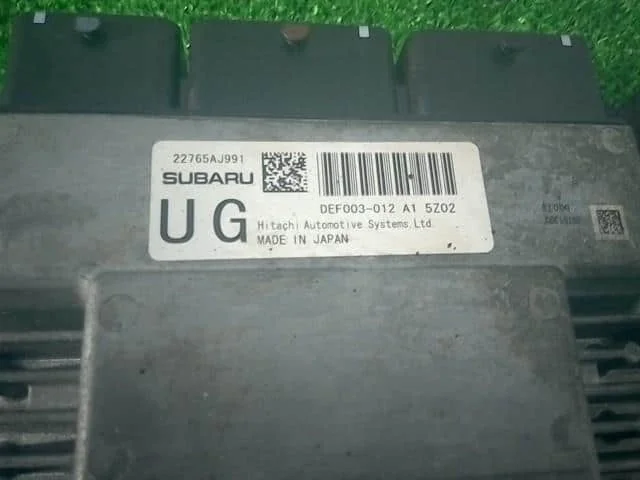 22765AJ991
SUBARU
UG
DEF003-012 A1 5Z02
Hitachi Automotive Systems,Ltd.
MADE IN JAPAN